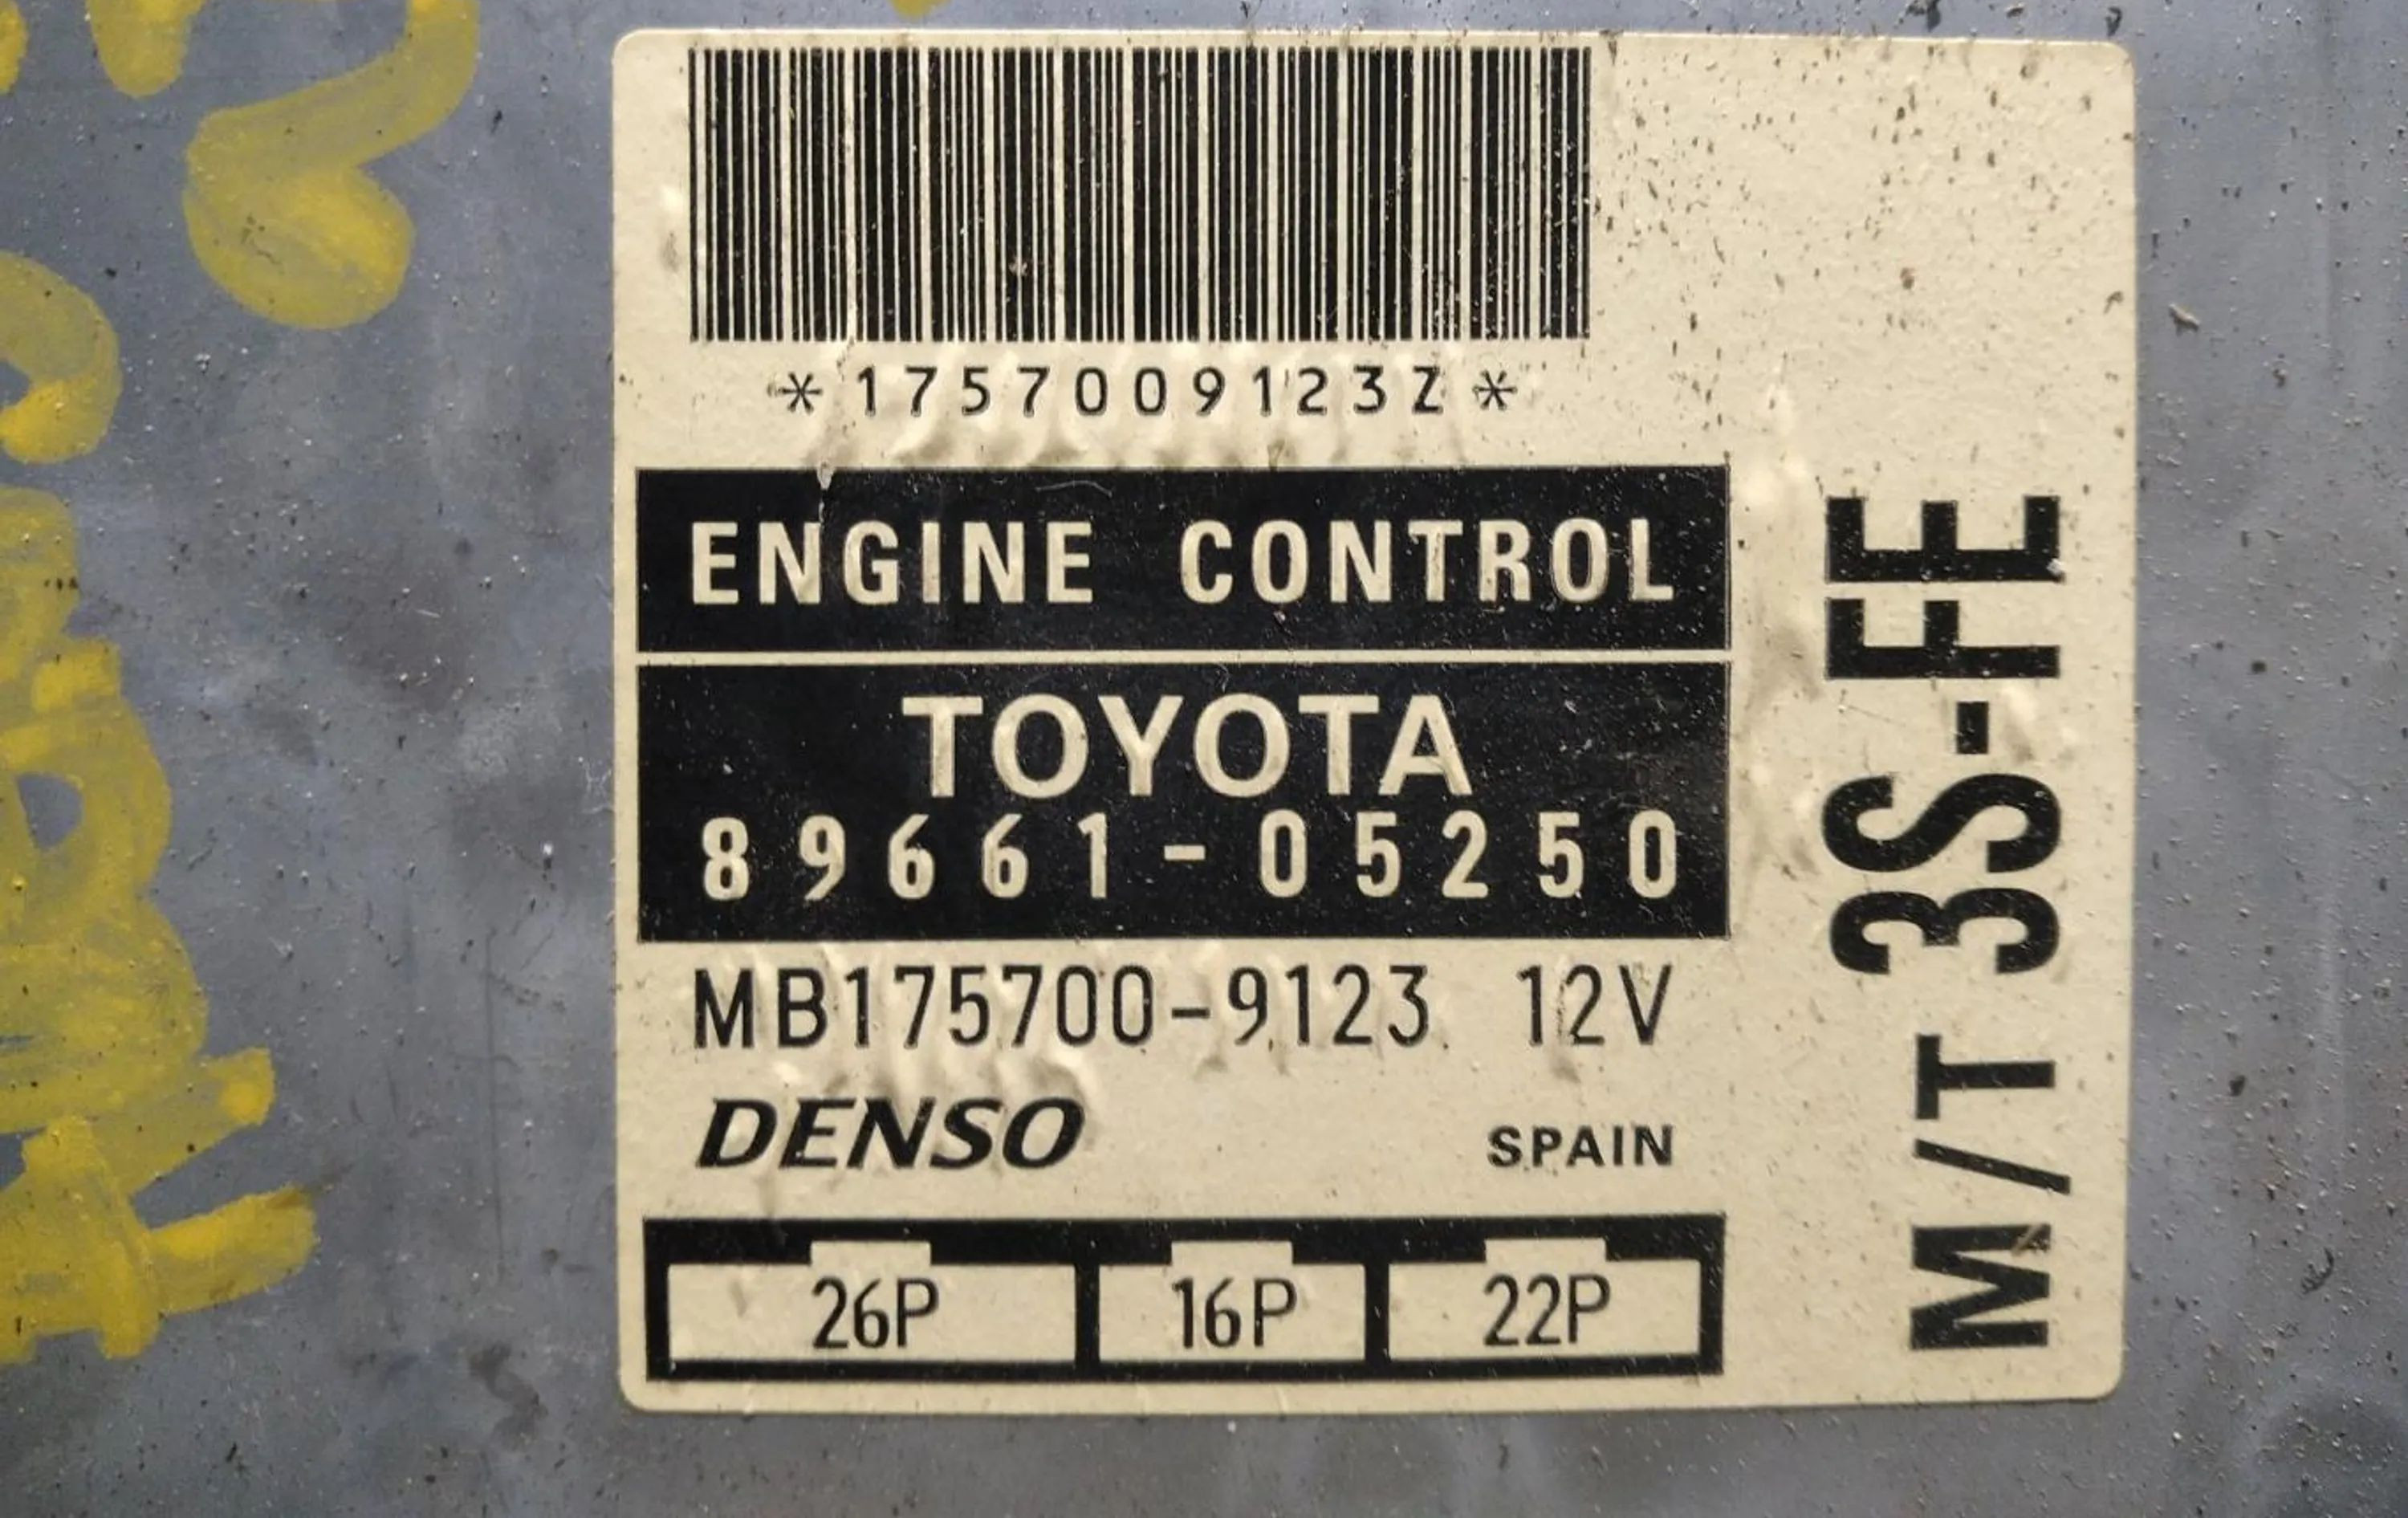 *1757009123Z*
ENGINE CONTROL
TOYOTA
89661-05250
MB175700-9123 12V
DENSO SPAIN
26P 16P 22P
M/T 3S-FE